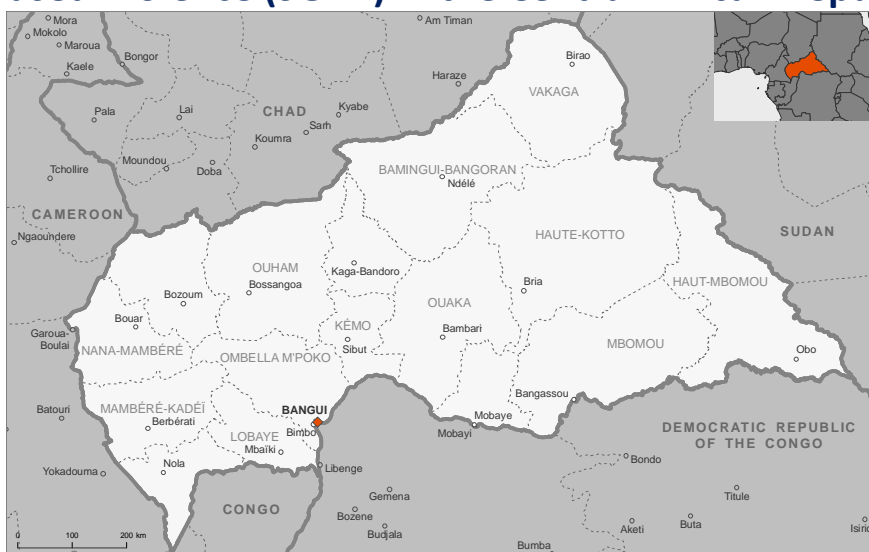 Mora
Mokolo
Maroua
Bongor
Kaele
Am Timan
Haraze
Birao
VAKAGA
Pala
Lai
CHAD
Kyabe
Sarh
Koumra
Moundou
Doba
Tchollire
BAMINGUI-BANGORAN
Ndélé
CAMEROON
Ngaoundere
HAUTE-KOTTO
SUDAN
OUHAM
Bossangoa
Kaga-Bandoro
HAUT-MBOMOU
Bozoum
Bria
OUAKA
Bouar
KÉMO
Bambari
Garoua-
Boulai
NANA-MAMBÉRÉ
OMBELLA M'POKO
Sibut
MBOMOU
Obo
Bangassou
MAMBÉRÉ-KADÉÏ
Berbérati
BANGUI
Batouri
Mobaye
Mobayi
LOBAYE
Bimbo
Mbaïki
DEMOCRATIC REPUBLIC
OF THE CONGO
Nola
Yokadouma
Libenge
Bondo
Gemena
Titule
CONGO
Bozene
Budjala
Aketi
Buta
Bumba
0 100 200 km